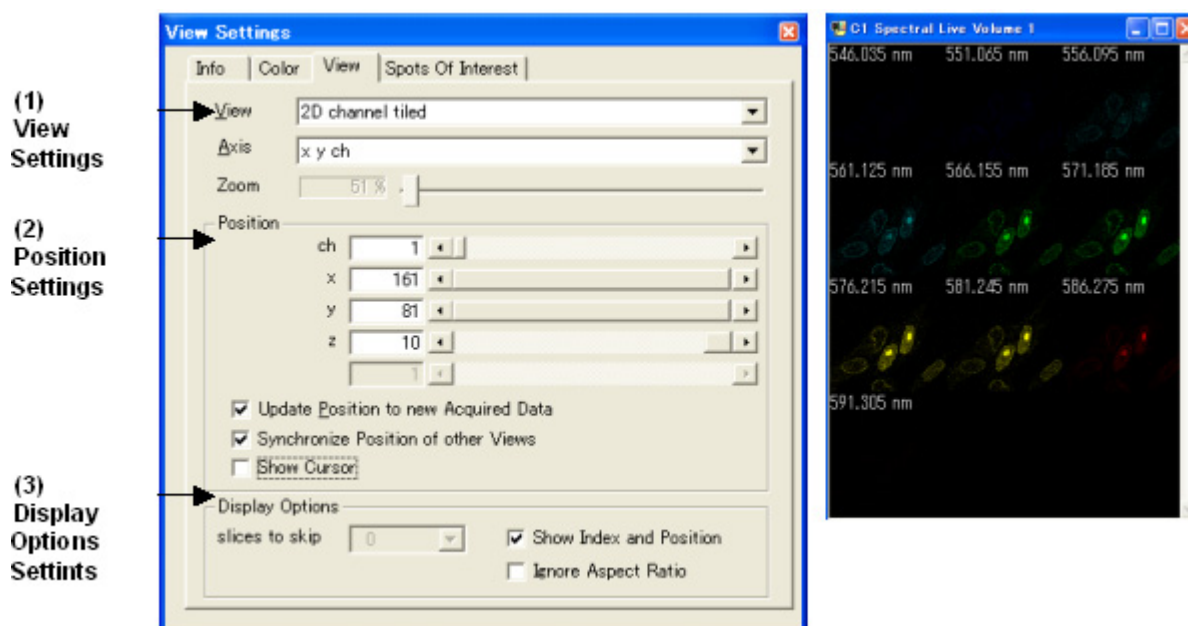 View Settings
Info Color View Spots Of Interest
(1)
View
Settings
View 2D channel tiled
Axis x y ch
Zoom 51 %
(2)
Position
Settings
Position
ch 1
x 161
y 81
z 10
1
Update Position to new Acquired Data
Synchronize Position of other Views
Show Cursor
(3)
Display
Options
Settints
Display Options
slices to skip 0 Show Index and Position
Ignore Aspect Ratio
C1 Spectral Live Volume 1
546.035 nm 551.065 nm 556.095 nm
561.125 nm 566.155 nm 571.185 nm
576.215 nm 581.245 nm 586.275 nm
591.305 nm